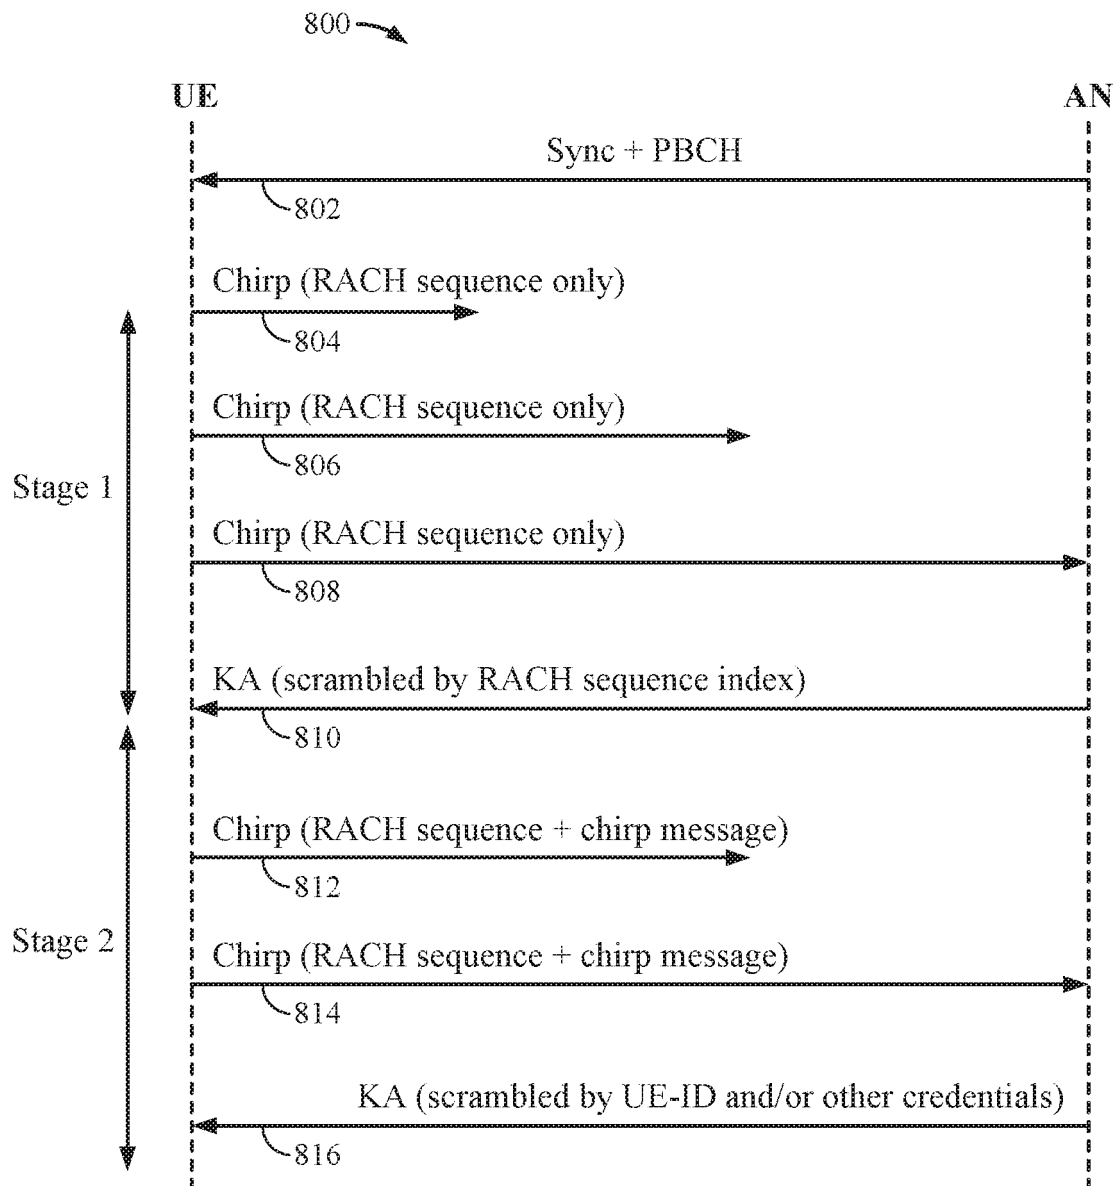 800
UE
AN
Sync + PBCH
802
Chirp (RACH sequence only)
804
Chirp (RACH sequence only)
806
Stage 1
Chirp (RACH sequence only)
808
KA (scrambled by RACH sequence index)
810
Chirp (RACH sequence + chirp message)
812
Stage 2
Chirp (RACH sequence + chirp message)
814
KA (scrambled by UE-ID and/or other credentials)
816